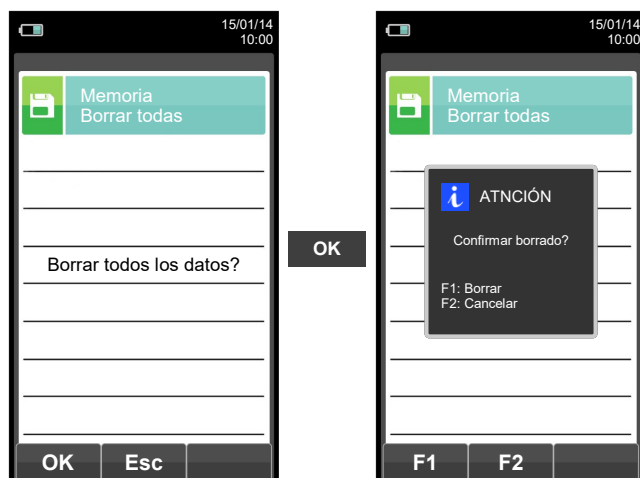 15/01/14
10:00
Memoria
Borrar todas
Borrar todos los datos?
OK
Esc
OK
15/01/14
10:00
Memoria
Borrar todas
i ATNCIÓN
Confirmar borrado?
F1: Borrar
F2: Cancelar
F1
F2